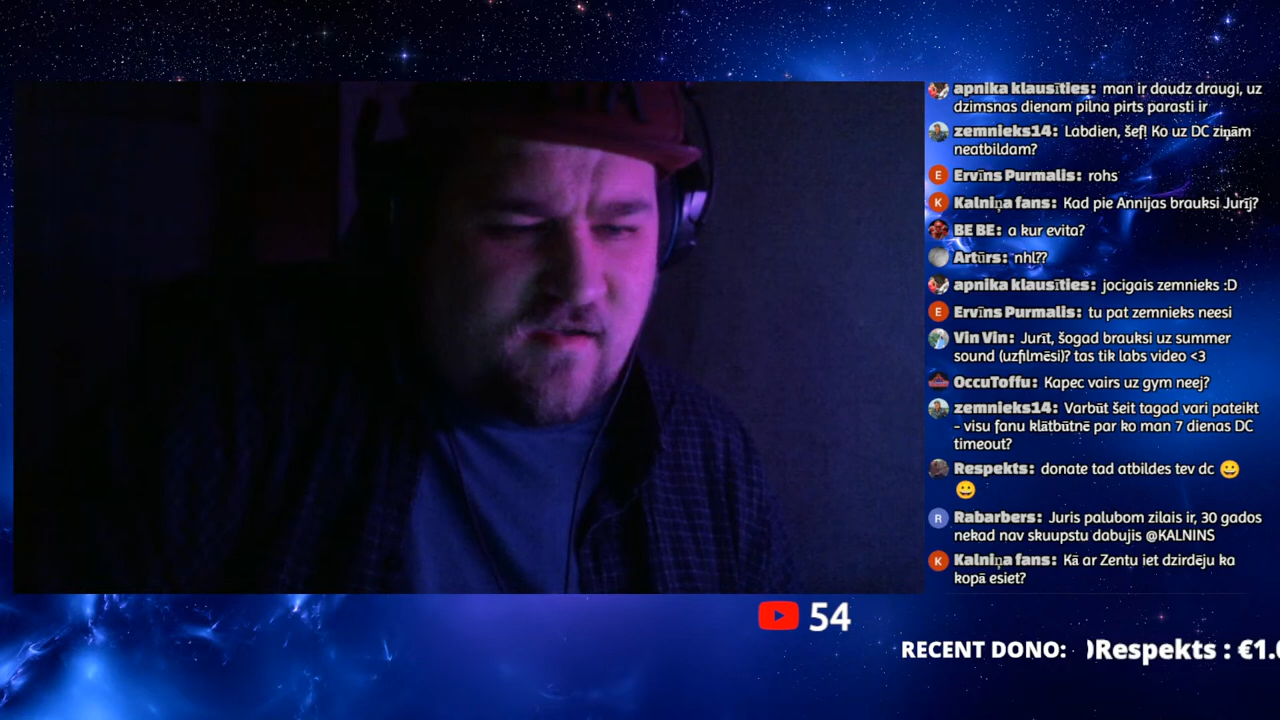 apnika klausīties: man ir daudz draugi, uz
dzimsnas dienam pilna pirts parasti ir
zemnieks14: Labdien, šef! Ko uz DC ziņām
neatbildam?
E Ervīns Purmalis: rohs
K Kalniņa fans: Kad pie Annijas brauksi Jurīj?
BE BE: a kur evita?
Artūrs: nhl??
apnika klausīties: jocigais zemnieks :D
E Ervīns Purmalis: tu pat zemnieks neesi
Vin Vin: Jurīt, šogad brauksi uz summer
sound (uzfilmēsi)? tas tik labs video <3
OccuToffu: Kapec vairs uz gym neej?
zemnieks14: Varbūt šeit tagad vari pateikt
- visu fanu klātbūtnē par ko man 7 dienas DC
timeout?
Respekts: donate tad atbildes tev dc 😀
😀
R Rabarbers: Juris palubom zilais ir, 30 gados
nekad nav skuupstu dabujis @KALNINS
K Kalniņa fans: Kā ar Zentu iet dzirdēju ka
kopā esiet?
54
RECENT DONO: )Respekts : €1.0